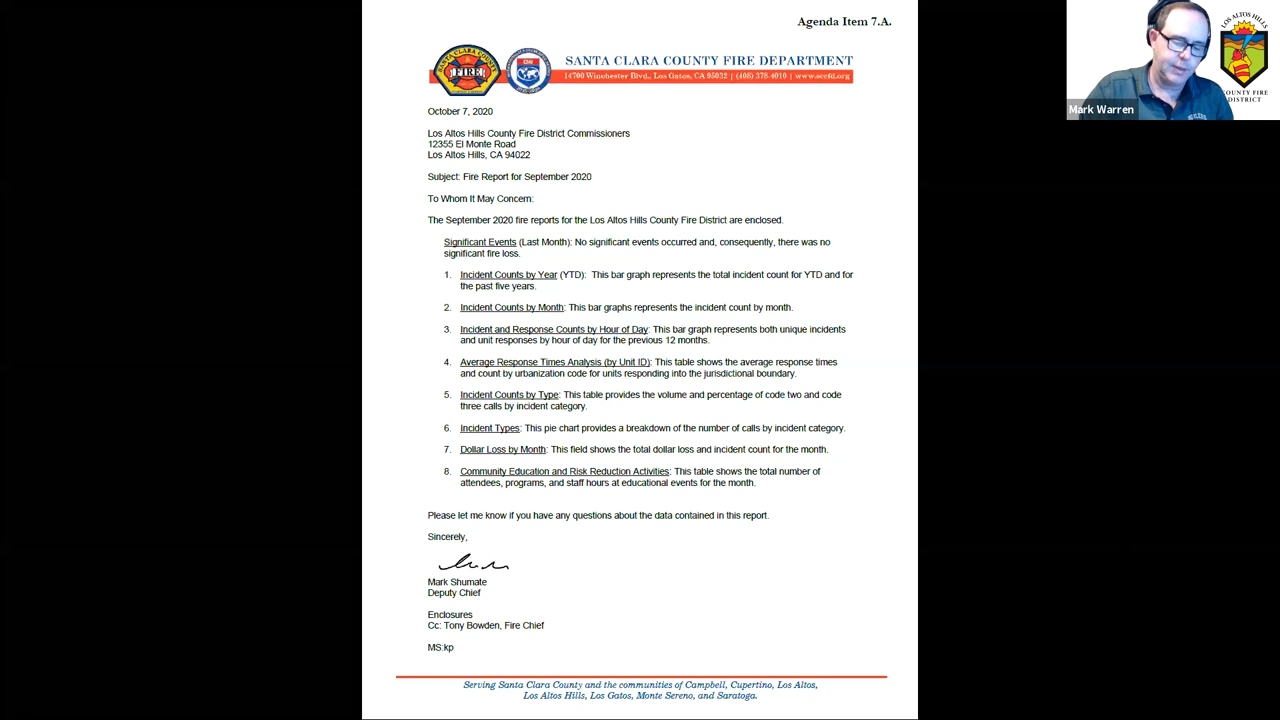 Agenda Item 7.A.
SANTA CLARA COUNTY FIRE DEPARTMENT
14700 Winchester Blvd., Los Gatos, CA 95032 | (408) 378-4010 | www.sccfd.org
SANTA CLARA COUNTY
FIRE
October 7, 2020
Los Altos Hills County Fire District Commissioners
12355 El Monte Road
Los Altos Hills, CA 94022
Subject: Fire Report for September 2020
To Whom It May Concern:
The September 2020 fire reports for the Los Altos Hills County Fire District are enclosed.
Significant Events (Last Month): No significant events occurred and, consequently, there was no
significant fire loss.
1. Incident Counts by Year (YTD): This bar graph represents the total incident count for YTD and for
the past five years.
2. Incident Counts by Month: This bar graphs represents the incident count by month.
3. Incident and Response Counts by Hour of Day: This bar graph represents both unique incidents
and unit responses by hour of day for the previous 12 months.
4. Average Response Times Analysis (by Unit ID): This table shows the average response times
and count by urbanization code for units responding into the jurisdictional boundary.
5. Incident Counts by Type: This table provides the volume and percentage of code two and code
three calls by incident category.
6. Incident Types: This pie chart provides a breakdown of the number of calls by incident category.
7. Dollar Loss by Month: This field shows the total dollar loss and incident count for the month.
8. Community Education and Risk Reduction Activities: This table shows the total number of
attendees, programs, and staff hours at educational events for the month.
Please let me know if you have any questions about the data contained in this report.
Sincerely,
Mark Shumate
Deputy Chief
Enclosures
Cc: Tony Bowden, Fire Chief
MS:kp
Serving Santa Clara County and the communities of Campbell, Cupertino, Los Altos,
Los Altos Hills, Los Gatos, Monte Sereno, and Saratoga.
Mark Warren
LOS ALTOS HILLS
COUNTY FIRE
DISTRICT